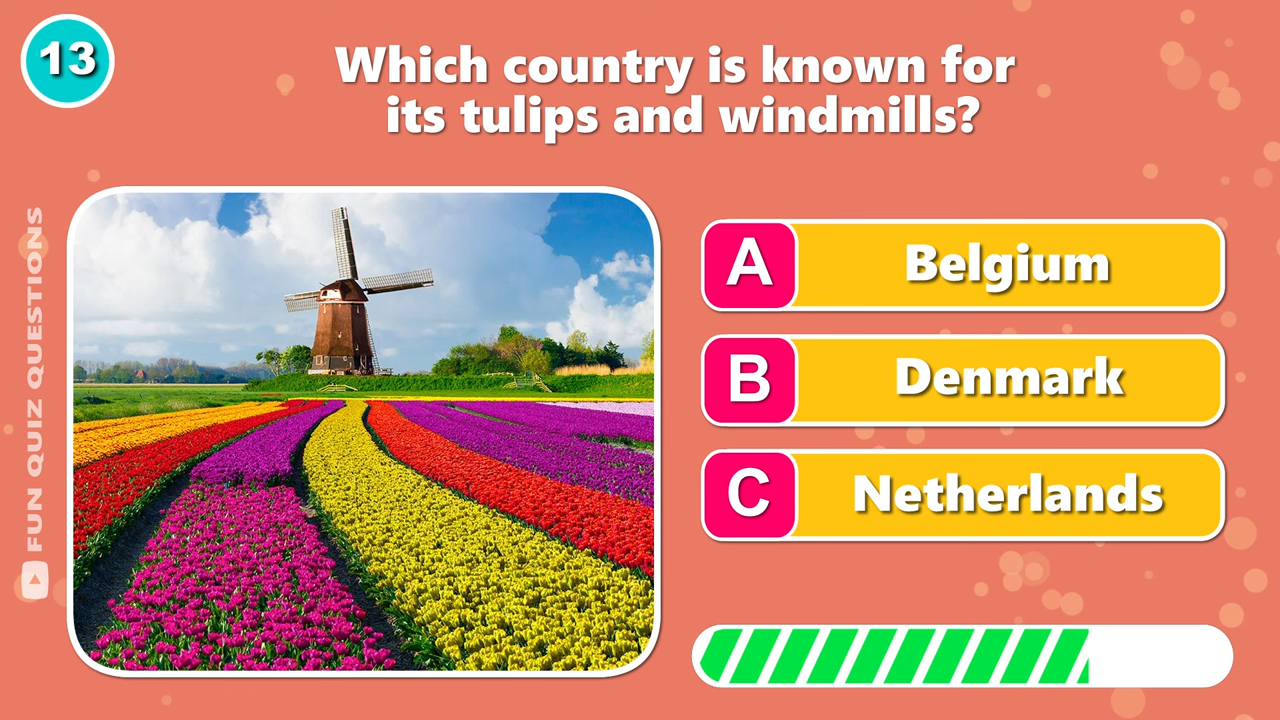 13
Which country is known for
its tulips and windmills?
FUN QUIZ QUESTIONS
A
Belgium
B
Denmark
C
Netherlands